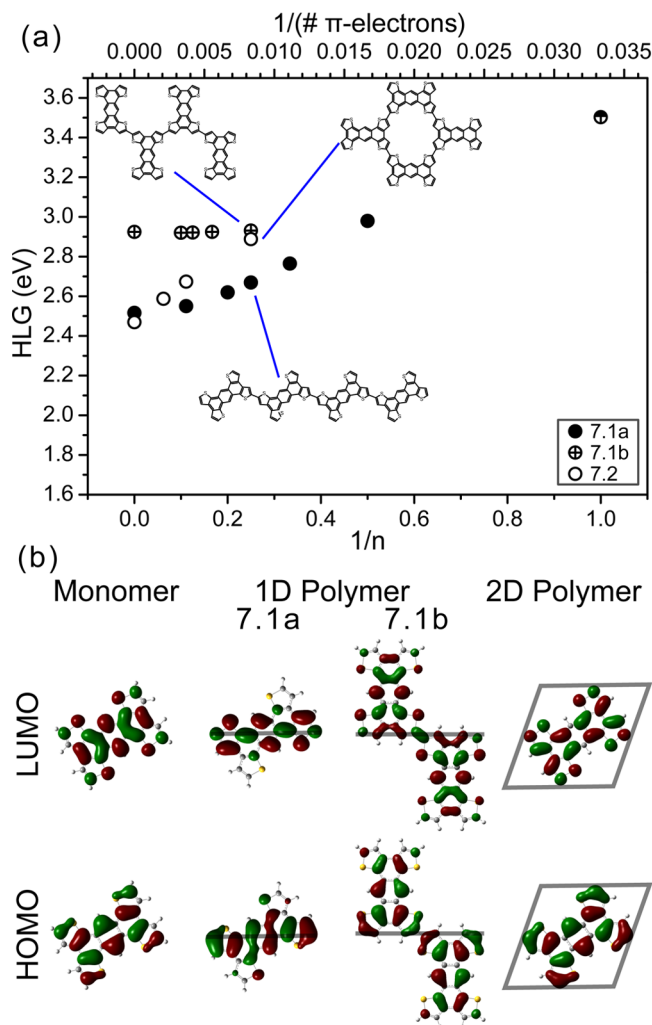 (a)
1/(# π-electrons)
0.000 0.005 0.010 0.015 0.020 0.025 0.030 0.035
3.6
3.4
3.2
3.0
2.8
2.6
2.4
2.2
2.0
1.8
1.6
HLG (eV)
7.1a
7.1b
7.2
0.0 0.2 0.4 0.6 0.8 1.0
1/n
(b)
Monomer 1D Polymer 2D Polymer
7.1a 7.1b
LUMO
HOMO